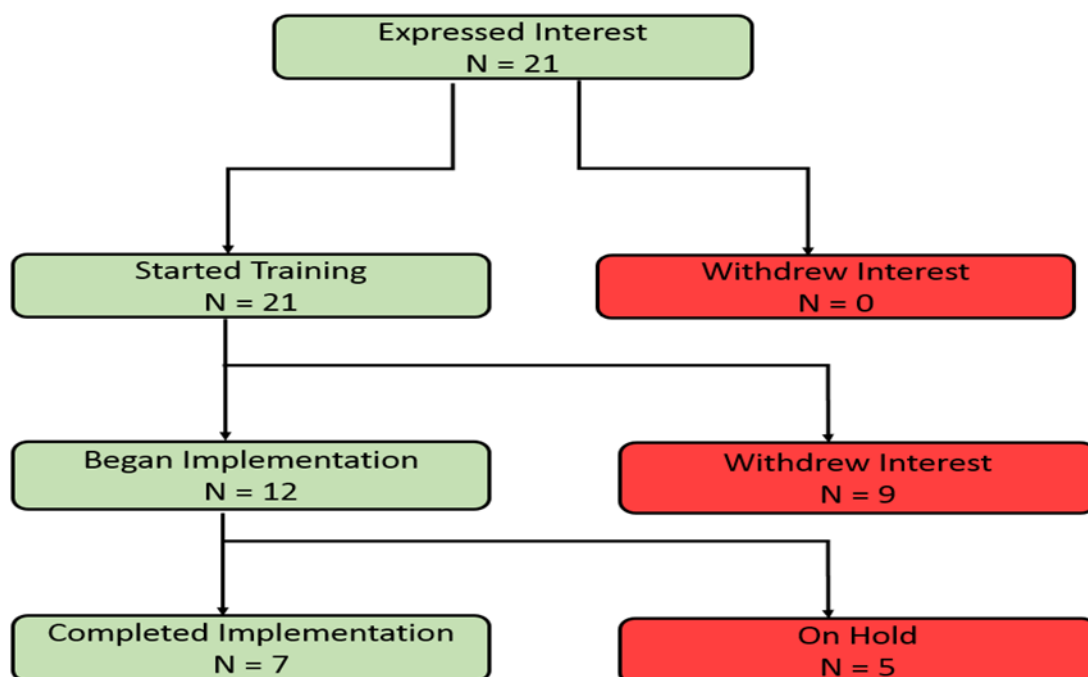 Expressed Interest
N = 21
Started Training
N = 21
Withdrew Interest
N = 0
Began Implementation
N = 12
Withdrew Interest
N = 9
Completed Implementation
N = 7
On Hold
N = 5